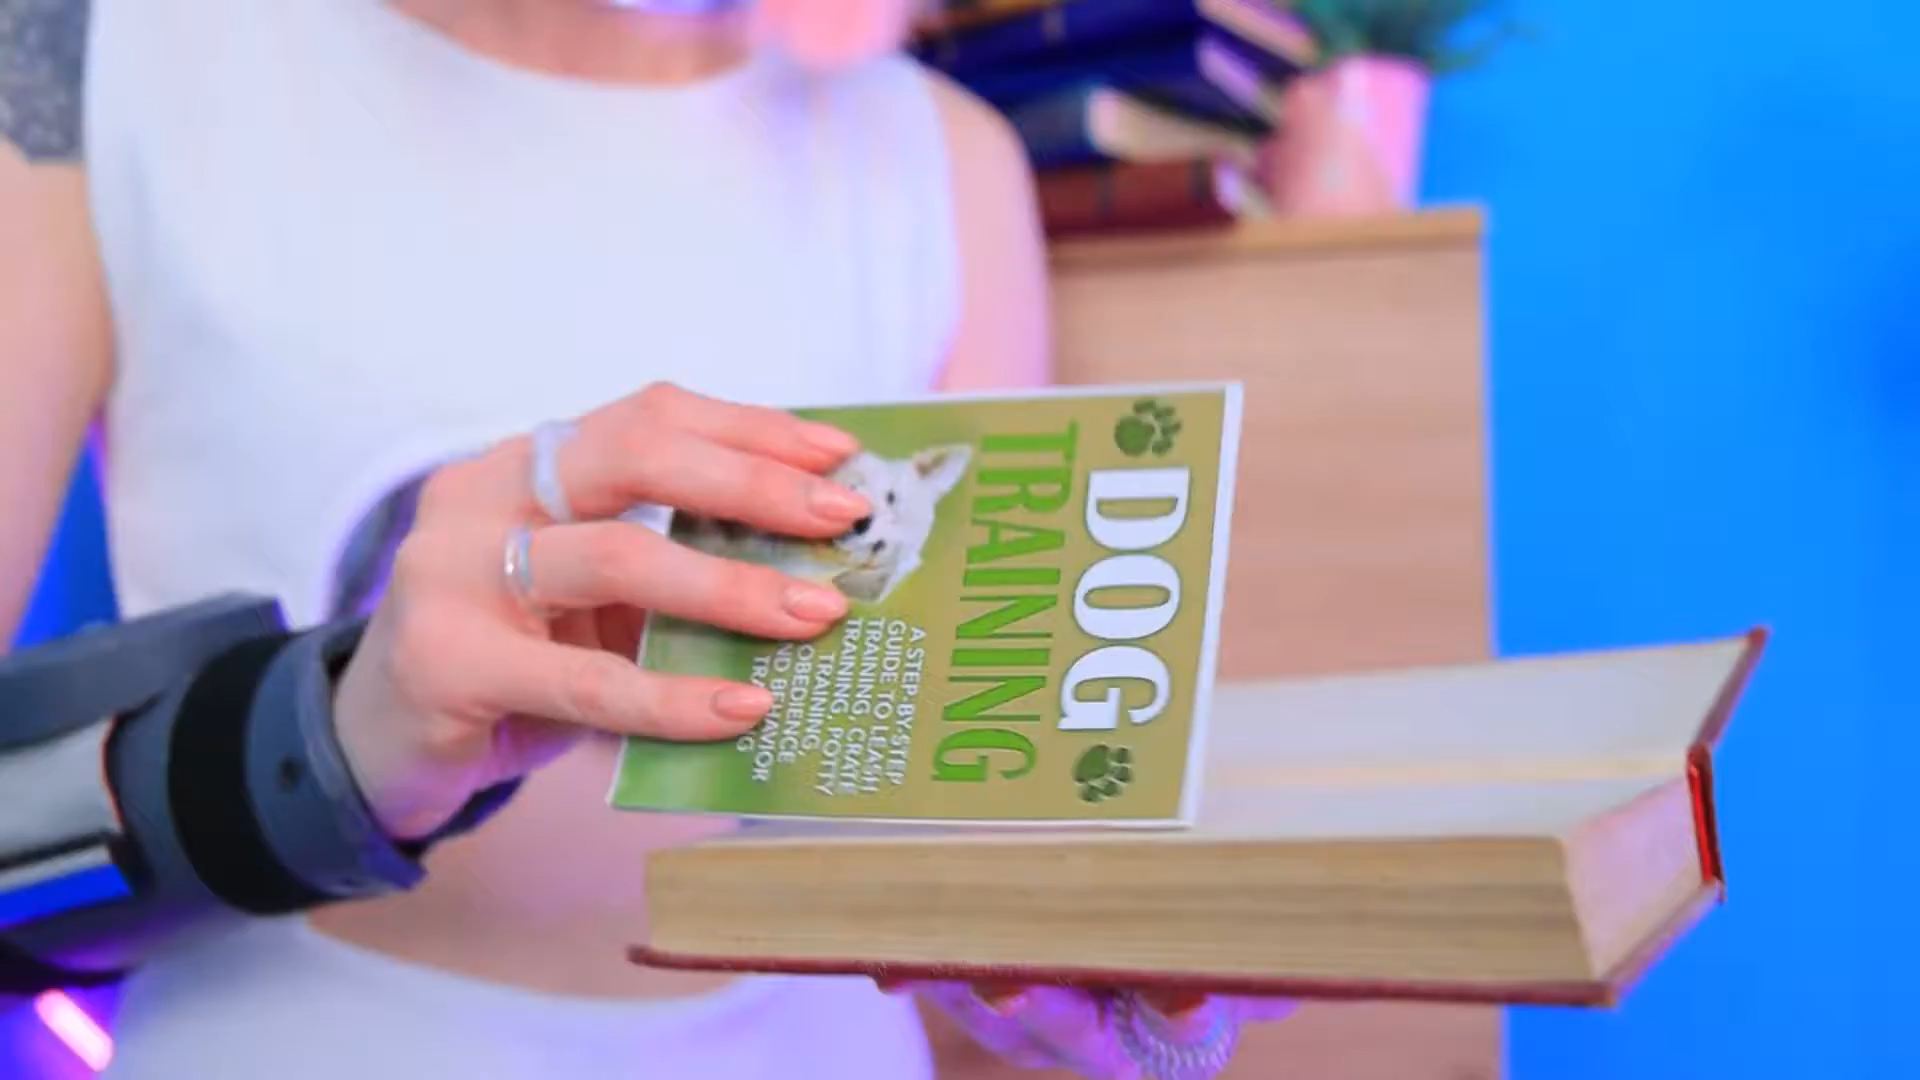 DOG
TRAINING
A STEP-BY-STEP
GUIDE TO LEASH
TRAINING, CRATE
TRAINING, POTTY
TRAINING,
OBEDIENCE,
BEHAVIOR